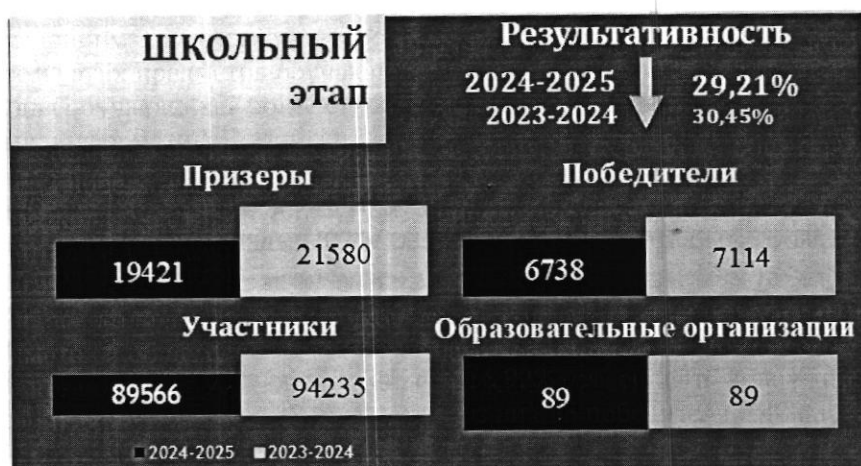 ШКОЛЬНЫЙ
этап
Результативность
2024-2025 29,21%
2023-2024 30,45%
Призеры
19421 21580
Победители
6738 7114
Участники
89566 94235
Образовательные организации
89 89
2024-2025 2023-2024